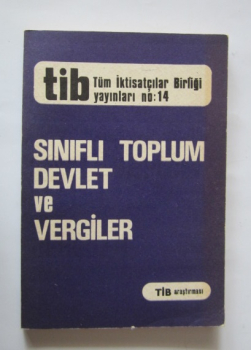 tib Tüm İktisatçılar Birliği
yayınları no:14
SINIFLI TOPLUM
DEVLET
ve
VERGİLER
TİB araştırması